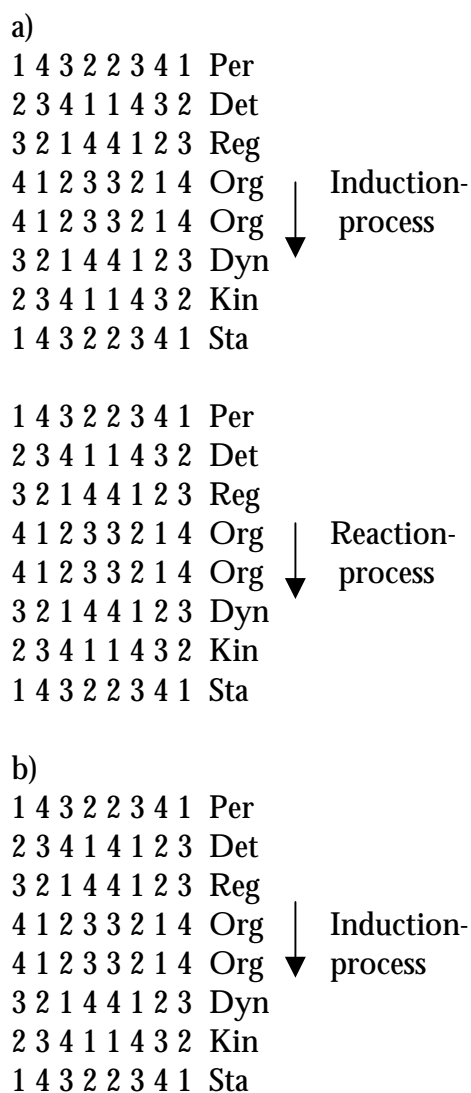 a)
1 4 3 2 2 3 4 1 Per
2 3 4 1 1 4 3 2 Det
3 2 1 4 4 1 2 3 Reg
4 1 2 3 3 2 1 4 Org Induction-
4 1 2 3 3 2 1 4 Org process
3 2 1 4 4 1 2 3 Dyn
2 3 4 1 1 4 3 2 Kin
1 4 3 2 2 3 4 1 Sta
1 4 3 2 2 3 4 1 Per
2 3 4 1 1 4 3 2 Det
3 2 1 4 4 1 2 3 Reg
4 1 2 3 3 2 1 4 Org Reaction-
4 1 2 3 3 2 1 4 Org process
3 2 1 4 4 1 2 3 Dyn
2 3 4 1 1 4 3 2 Kin
1 4 3 2 2 3 4 1 Sta
b)
1 4 3 2 2 3 4 1 Per
2 3 4 1 4 1 2 3 Det
3 2 1 4 4 1 2 3 Reg
4 1 2 3 3 2 1 4 Org Induction-
4 1 2 3 3 2 1 4 Org process
3 2 1 4 4 1 2 3 Dyn
2 3 4 1 1 4 3 2 Kin
1 4 3 2 2 3 4 1 Sta